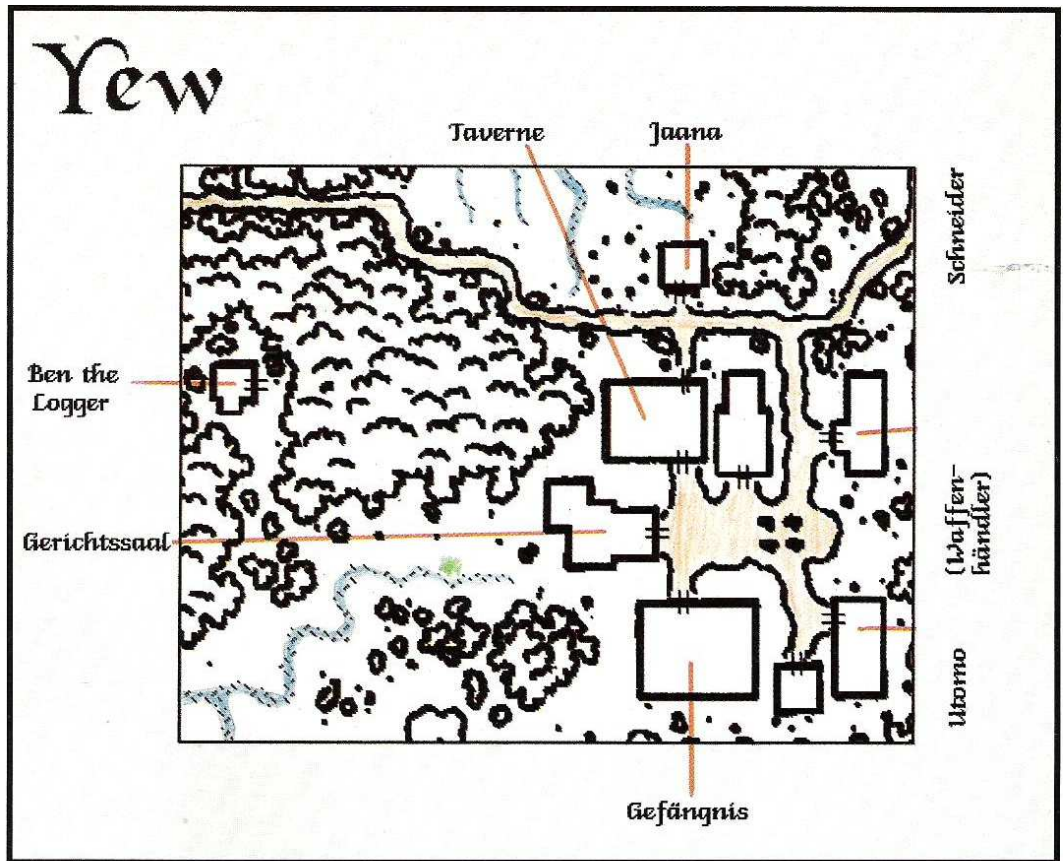 Yew
Taverne
Jaana
Schneider
Ben the
Logger
Gerichtssaal
(Waffen-
händler)
Utomo
Gefängnis